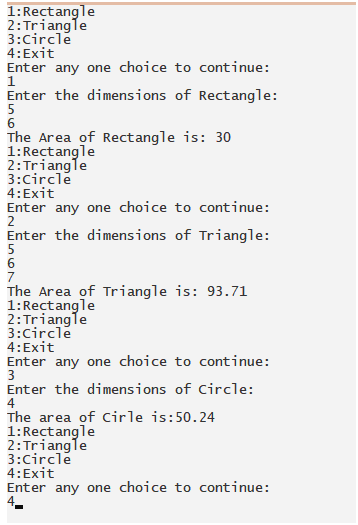 1:Rectangle
2:Triangle
3:Circle
4:Exit
Enter any one choice to continue:
1
Enter the dimensions of Rectangle:
5
6
The Area of Rectangle is: 30
1:Rectangle
2:Triangle
3:Circle
4:Exit
Enter any one choice to continue:
2
Enter the dimensions of Triangle:
5
6
7
The Area of Triangle is: 93.71
1:Rectangle
2:Triangle
3:Circle
4:Exit
Enter any one choice to continue:
3
Enter the dimensions of Circle:
4
The area of Cirle is:50.24
1:Rectangle
2:Triangle
3:Circle
4:Exit
Enter any one choice to continue:
4